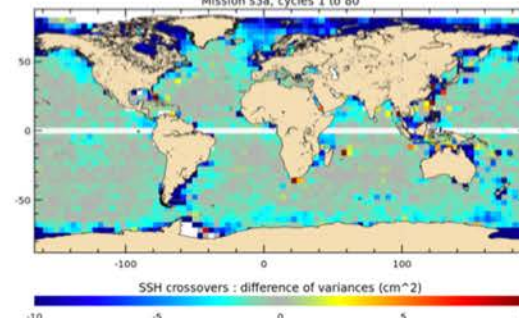 Mission s3a, cycles 1 to 80
50
0
-50
-100 0 100
SSH crossovers : difference of variances (cm^2)
-10 -5 0 5